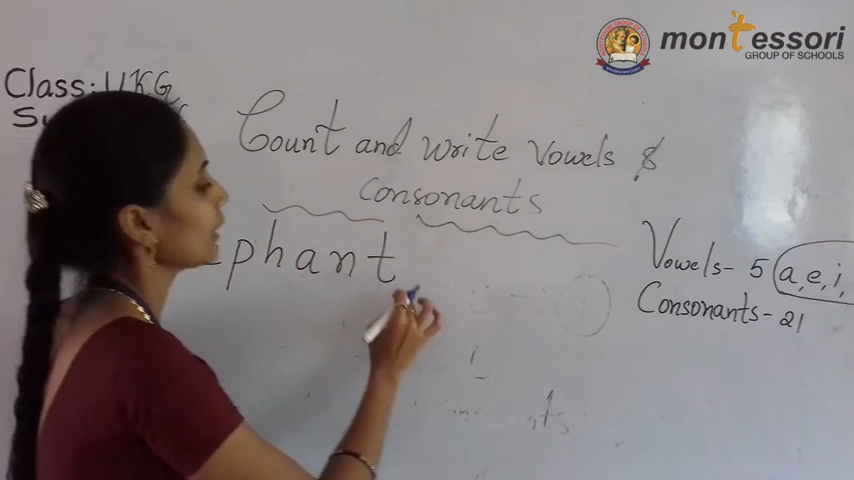 montessori
GROUP OF SCHOOLS
Class: UKG
Count and write Vowels &
consonants
phant
Vowels - 5 (a, e, i,
Consonants - 21